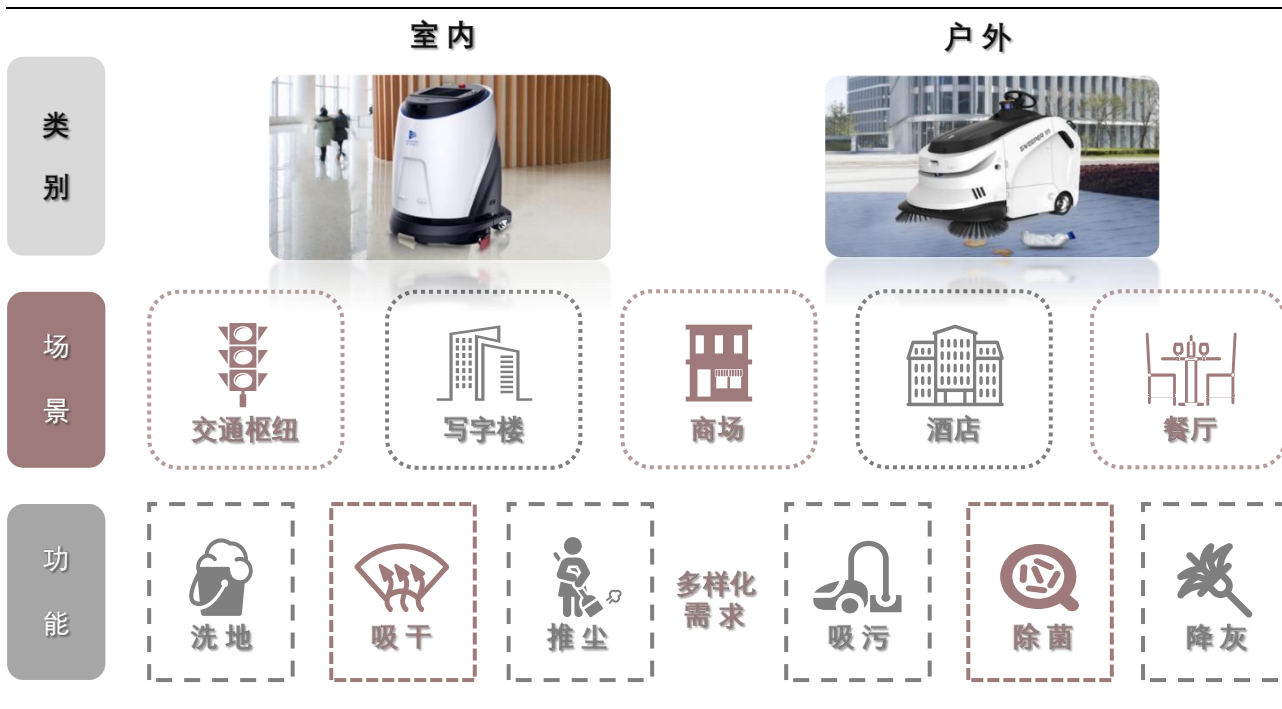 室内
户外
类
别
SWEEPER
场
景
交通枢纽
写字楼
商场
酒店
餐厅
功
能
洗地
吸干
推尘
多样化
需求
吸污
除菌
降灰